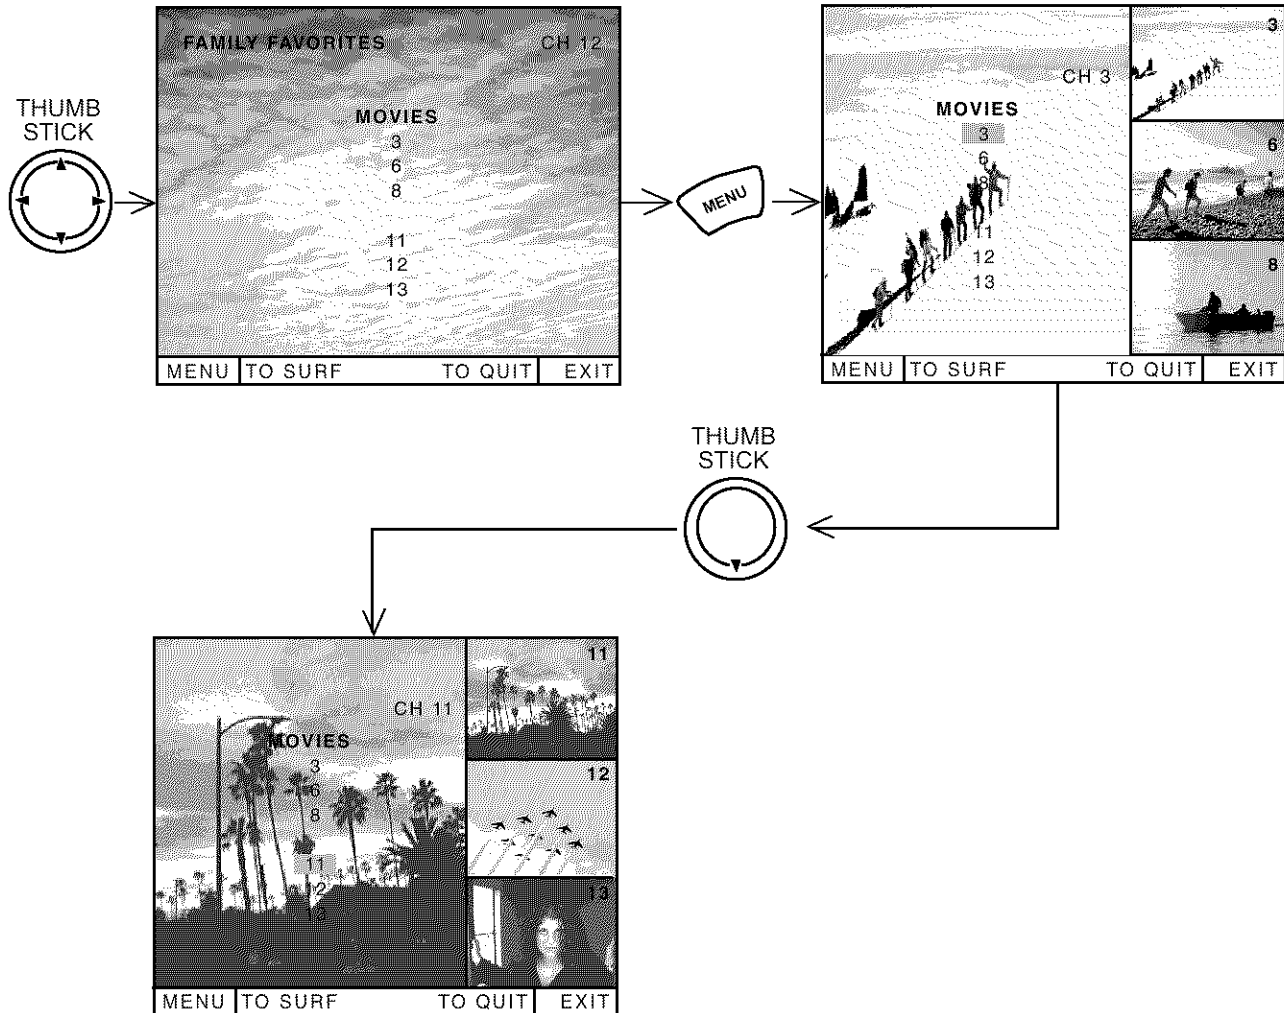 THUMB
STICK
FAMILY FAVORITES CH 12
MOVIES
3
6
8
11
12
13
MENU TO SURF TO QUIT EXIT
MENU
CH 3
MOVIES
3
6
8
11
12
13
3
6
8
MENU TO SURF TO QUIT EXIT
THUMB
STICK
CH 11
MOVIES
3
6
8
11
12
13
11
12
13
MENU TO SURF TO QUIT EXIT